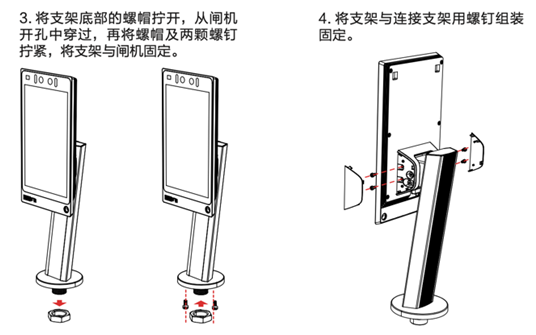 3. 将支架底部的螺帽拧开，从闸机
开孔中穿过，再将螺帽及两颗螺钉
拧紧，将支架与闸机固定。
4. 将支架与连接支架用螺钉组装
固定。